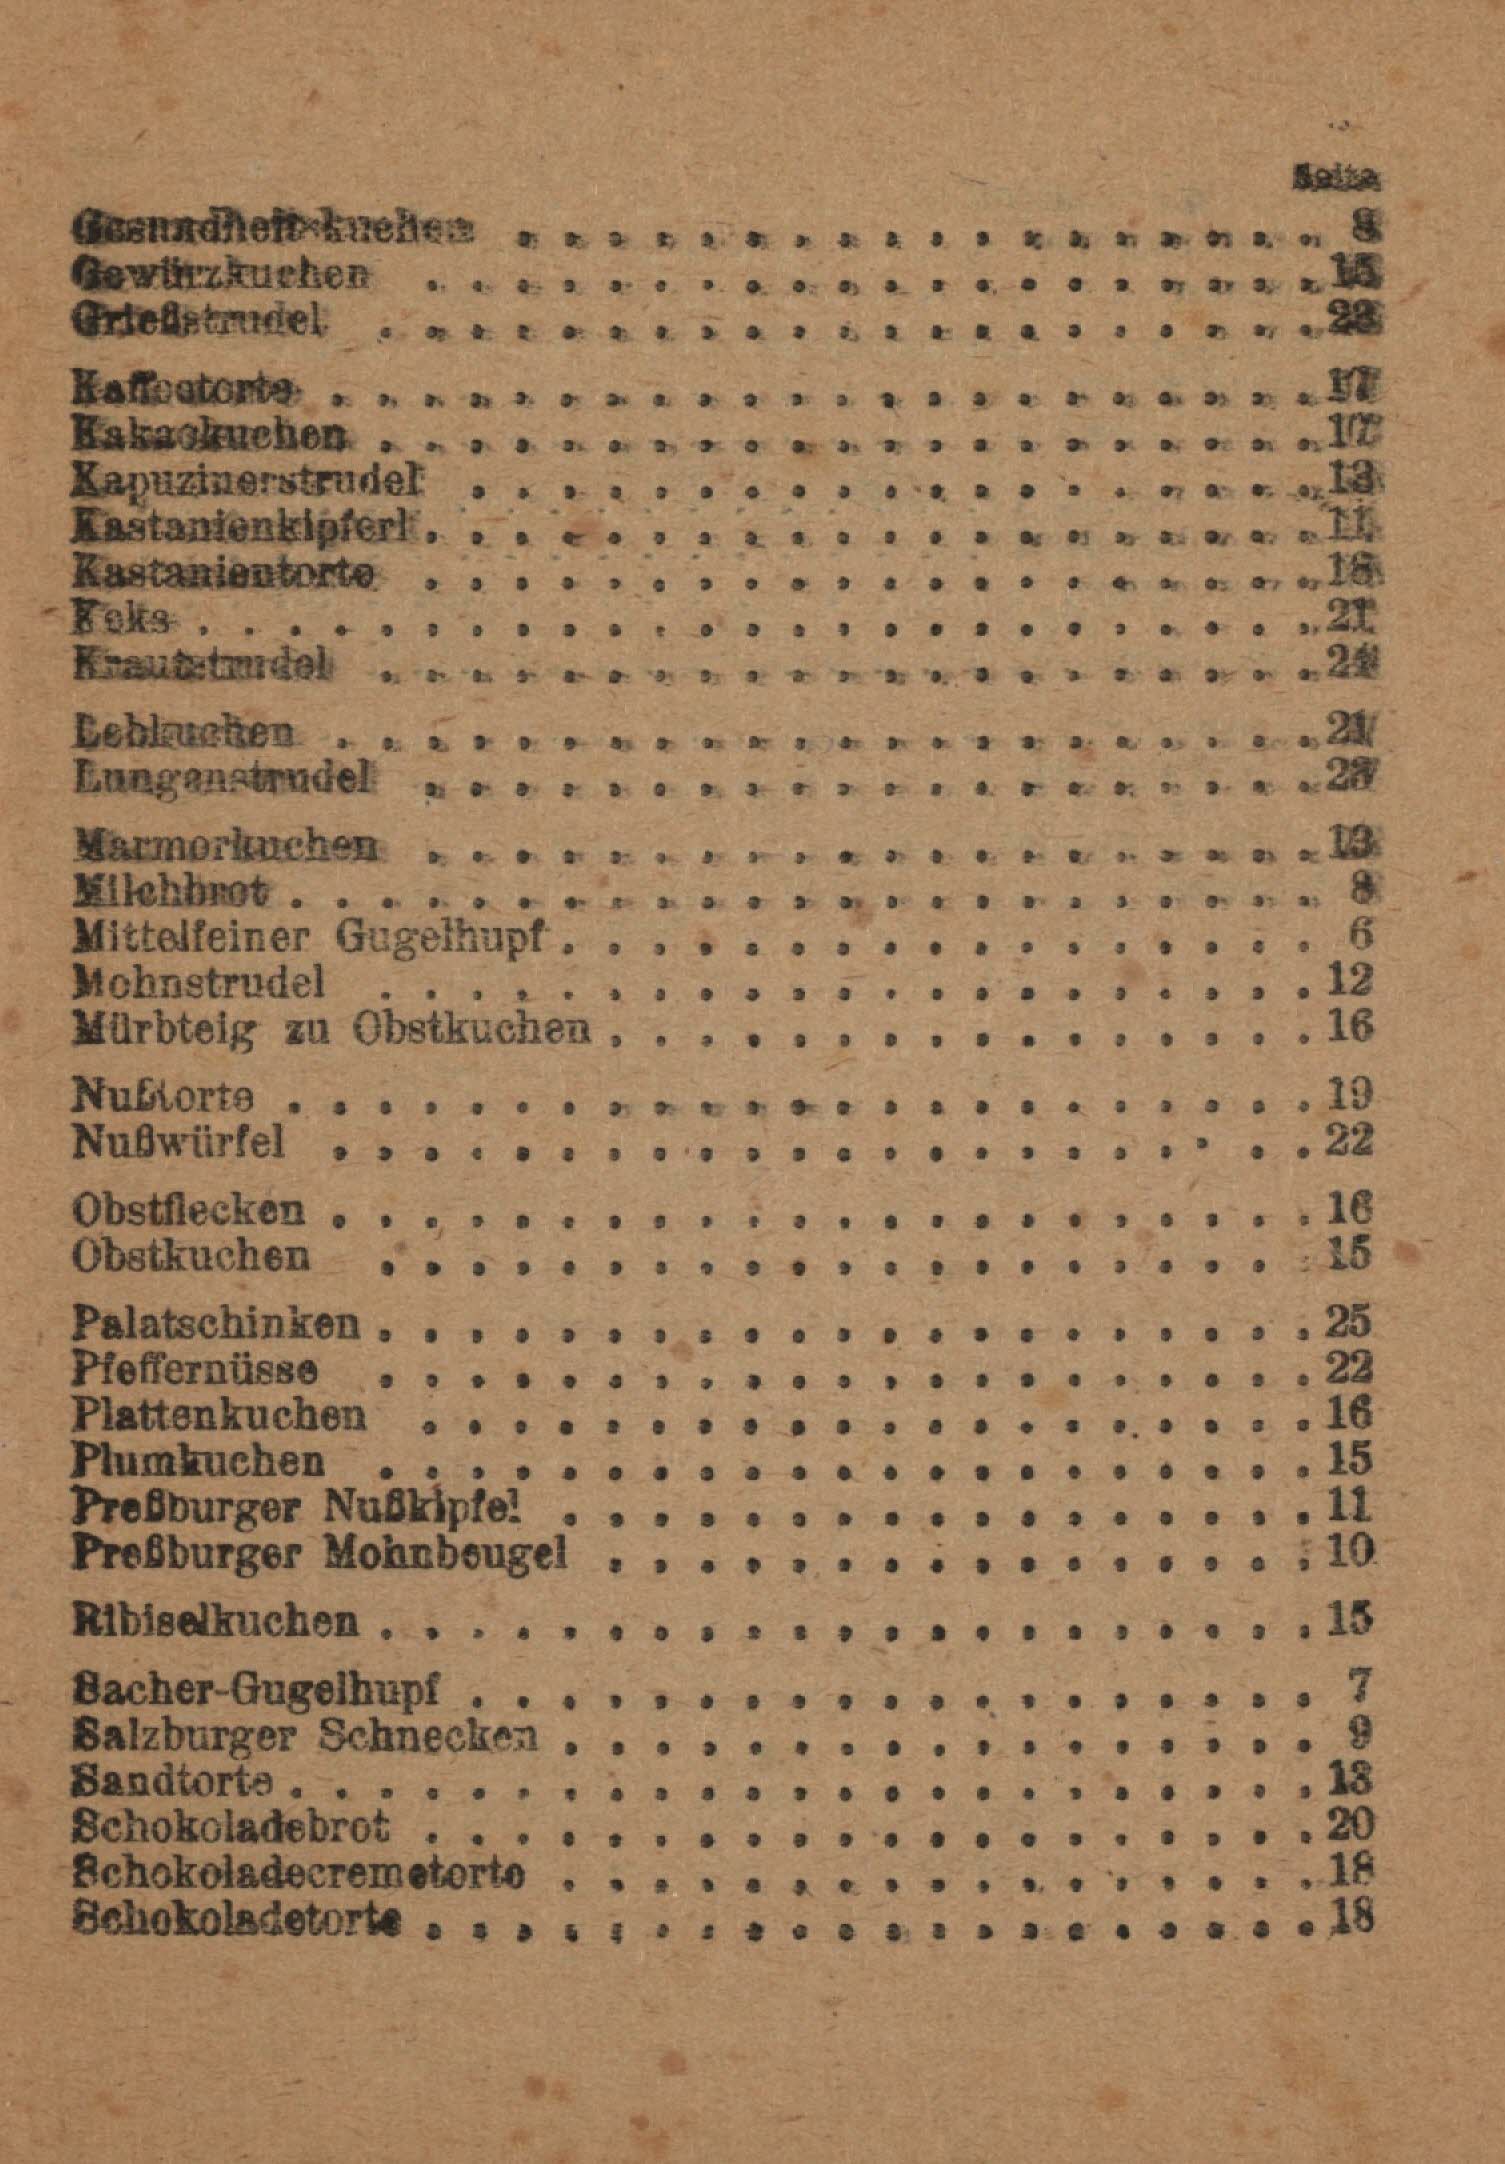 Seite
Gesundheitskuchen . . . . . . . . . . . . . . . . . . 8
Gewürzkuchen . . . . . . . . . . . . . . . . . . . . 15
Grießstrudel . . . . . . . . . . . . . . . . . . . . . 23
Kaffeetorte . . . . . . . . . . . . . . . . . . . . . . 17
Kakaokuchen . . . . . . . . . . . . . . . . . . . . . 17
Kapuzinerstrudel . . . . . . . . . . . . . . . . . . . 13
Kastanienkipferl . . . . . . . . . . . . . . . . . . . . 11
Kastanientorte . . . . . . . . . . . . . . . . . . . . 18
Keks . . . . . . . . . . . . . . . . . . . . . . . . . 21
Krautstrudel . . . . . . . . . . . . . . . . . . . . . 24
Lebkuchen . . . . . . . . . . . . . . . . . . . . . . 21
Lungenstrudel . . . . . . . . . . . . . . . . . . . . 23
Marmorkuchen . . . . . . . . . . . . . . . . . . . . 13
Milchbrot . . . . . . . . . . . . . . . . . . . . . . . 8
Mittelfeiner Gugelhupf . . . . . . . . . . . . . . . . . 6
Mohnstrudel . . . . . . . . . . . . . . . . . . . . . 12
Mürbteig zu Obstkuchen . . . . . . . . . . . . . . . . 16
Nußtorte . . . . . . . . . . . . . . . . . . . . . . . 19
Nußwürfel . . . . . . . . . . . . . . . . . . . . . . 22
Obstflecken . . . . . . . . . . . . . . . . . . . . . . 16
Obstkuchen . . . . . . . . . . . . . . . . . . . . . 15
Palatschinken . . . . . . . . . . . . . . . . . . . . . 25
Pfeffernüsse . . . . . . . . . . . . . . . . . . . . . 22
Plattenkuchen . . . . . . . . . . . . . . . . . . . . 16
Plumkuchen . . . . . . . . . . . . . . . . . . . . . 15
Preßburger Nußkipfel . . . . . . . . . . . . . . . . . 11
Preßburger Mohnbeugel . . . . . . . . . . . . . . . . 10
Ribiselkuchen . . . . . . . . . . . . . . . . . . . . . 15
Sacher-Gugelhupf . . . . . . . . . . . . . . . . . . . 7
Salzburger Schnecken . . . . . . . . . . . . . . . . . 9
Sandtorte . . . . . . . . . . . . . . . . . . . . . . . 13
Schokoladebrot . . . . . . . . . . . . . . . . . . . . 20
Schokoladecremetorte . . . . . . . . . . . . . . . . . 18
Schokoladetorte . . . . . . . . . . . . . . . . . . . . 18